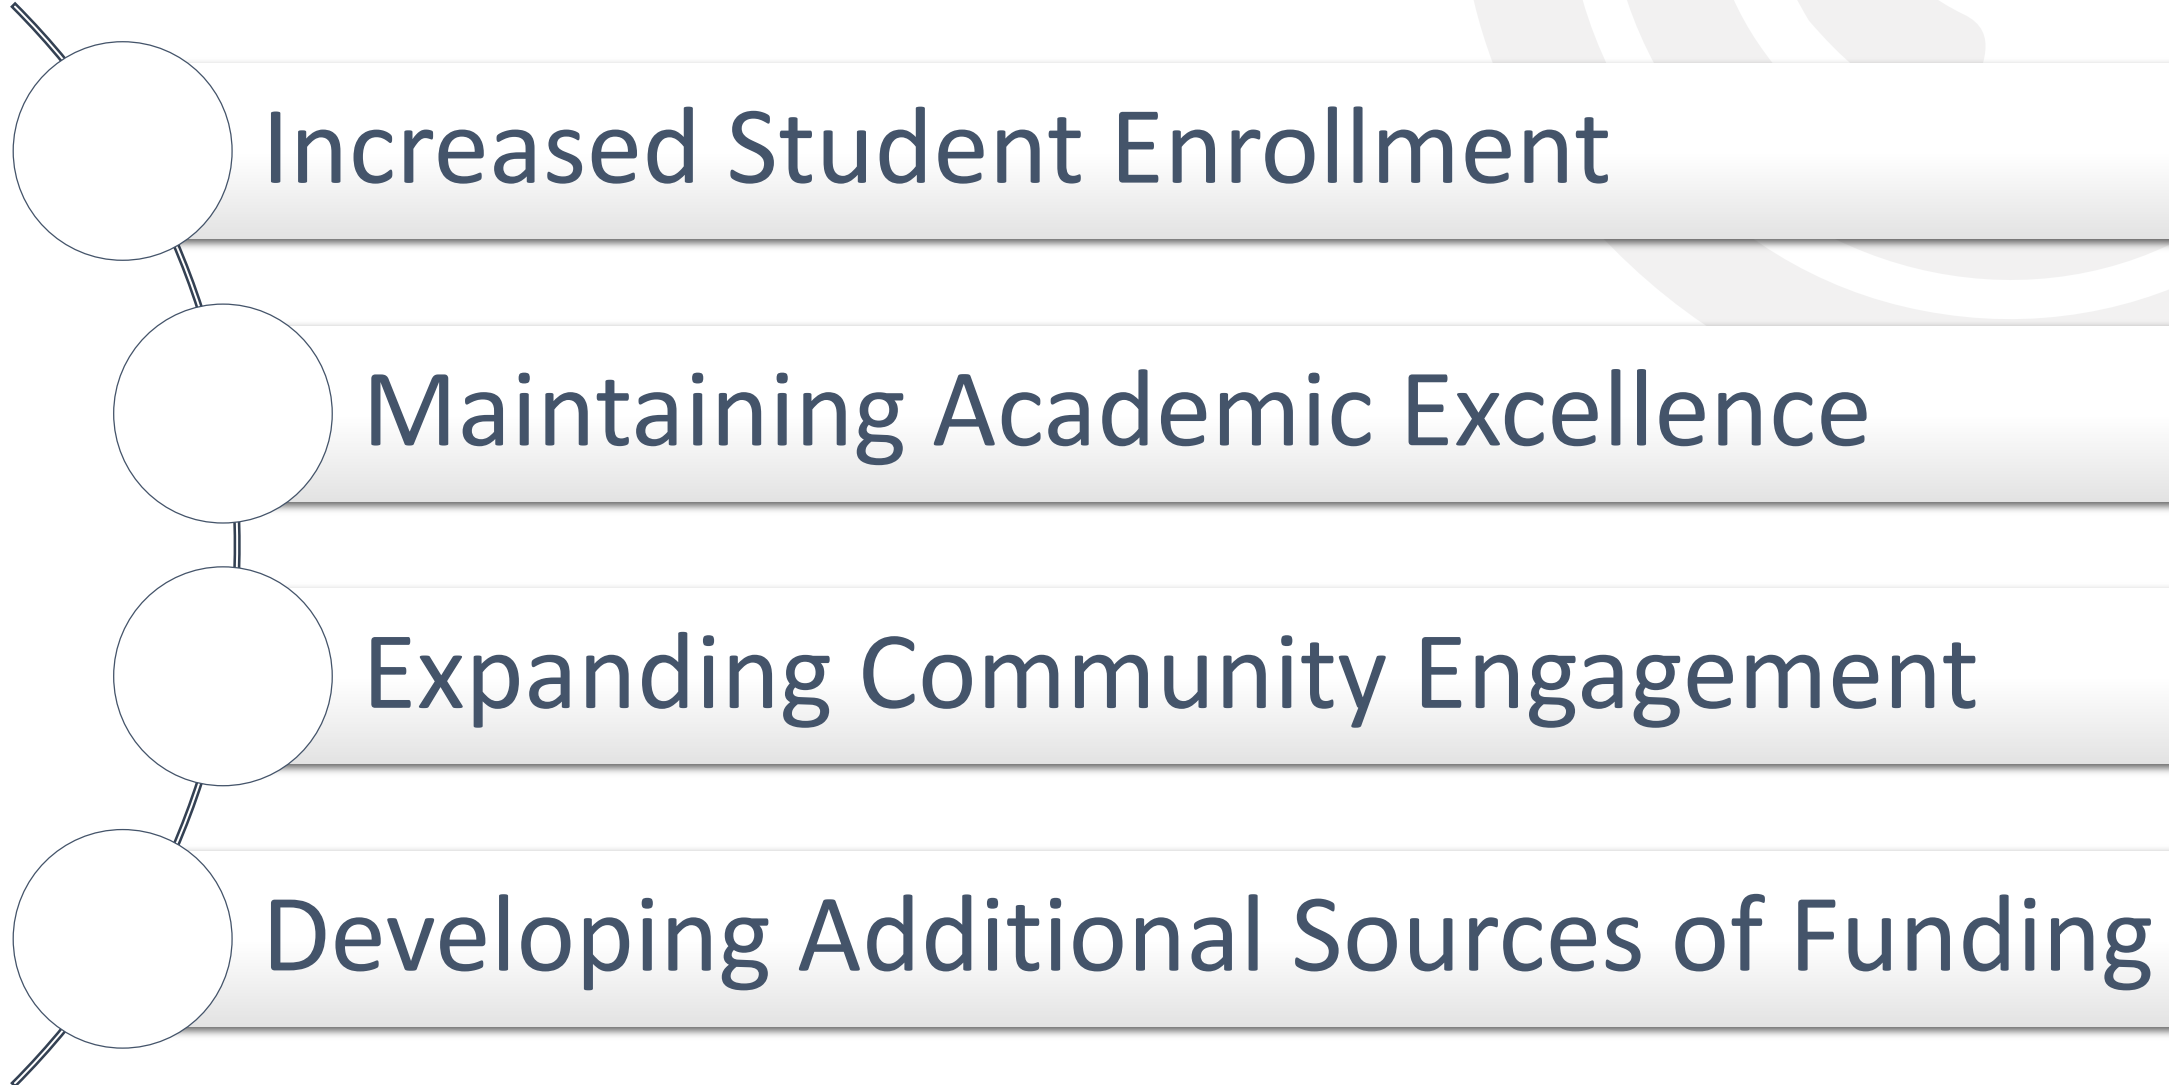 Increased Student Enrollment
Maintaining Academic Excellence
Expanding Community Engagement
Developing Additional Sources of Funding